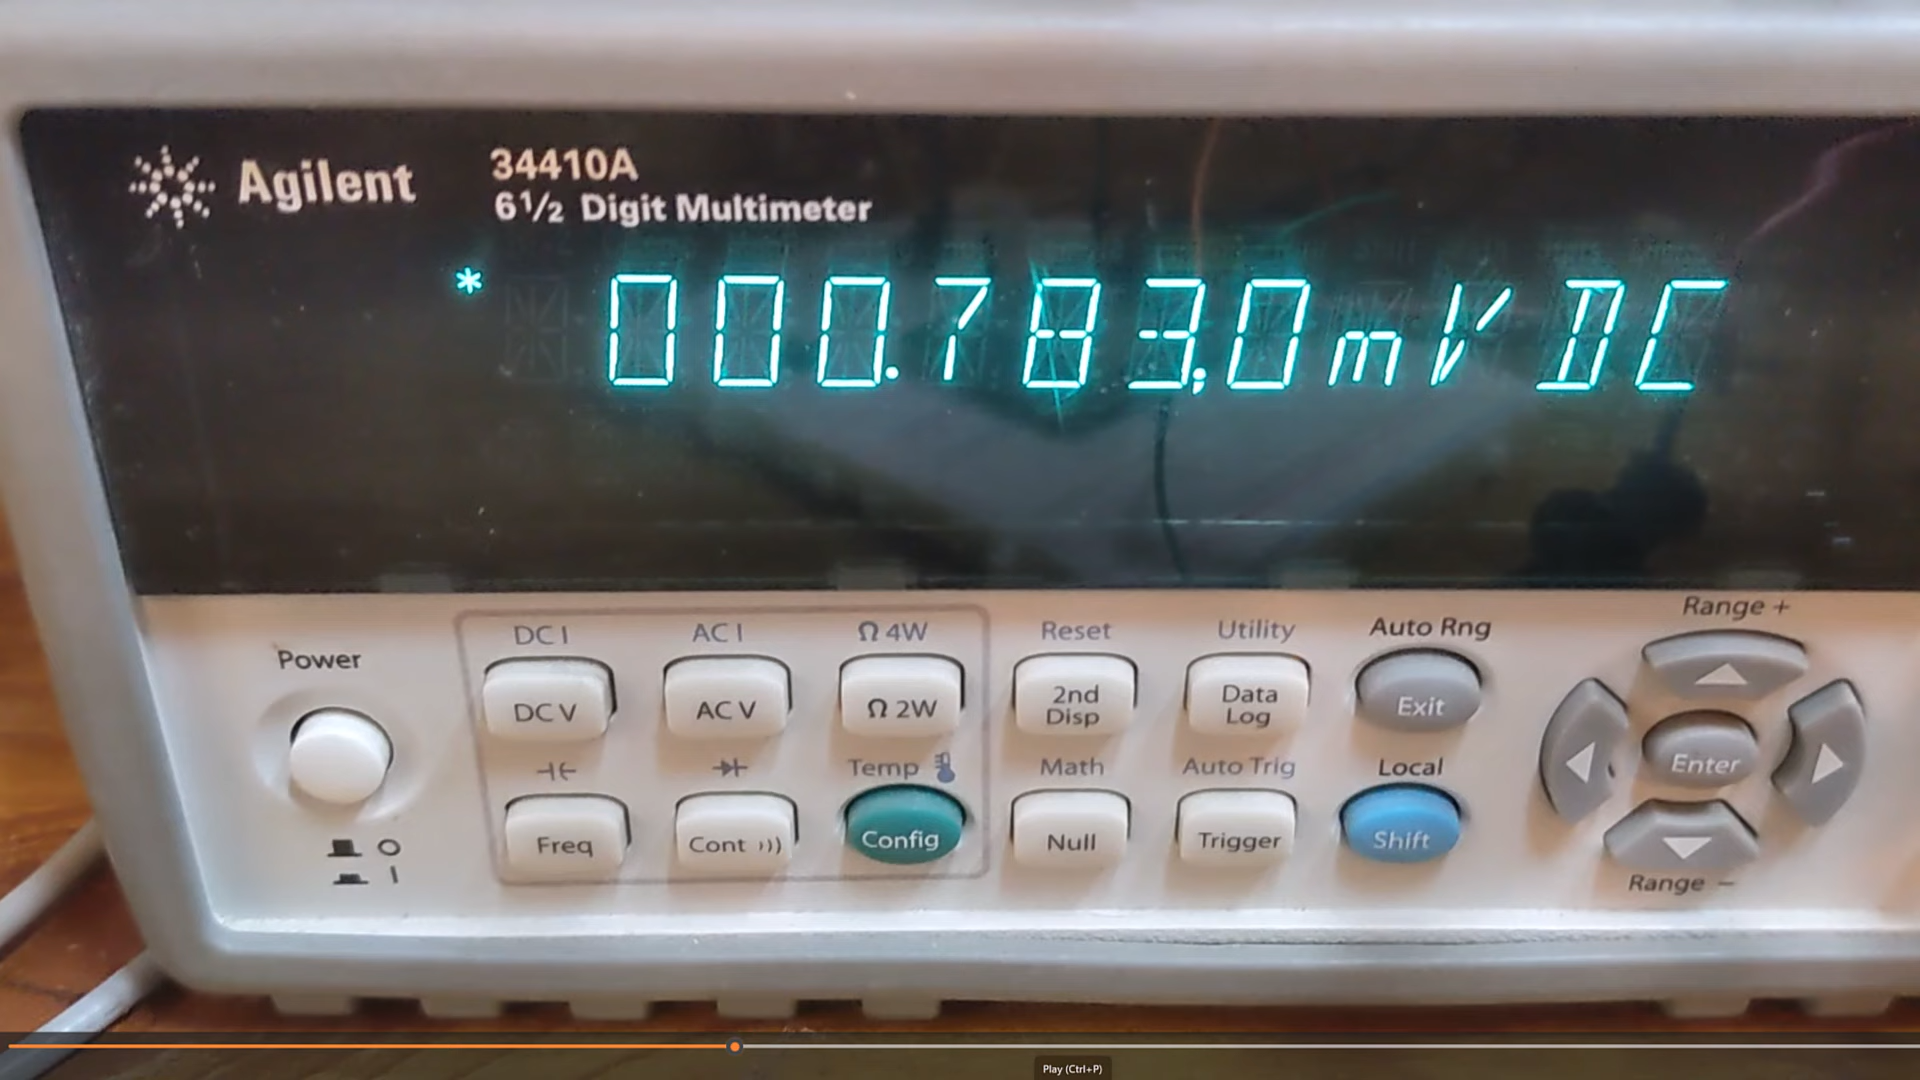 Agilent
34410A
6½ Digit Multimeter
* 000.783,0 mV DC
Power
DC I
AC I
Ω 4W
Reset
Utility
Auto Rng
Range +
DC V
AC V
Ω 2W
2nd
Disp
Data
Log
Exit
Enter
Temp
Math
Auto Trig
Local
Freq
Cont )))
Config
Null
Trigger
Shift
Range −
Play (Ctrl+P)